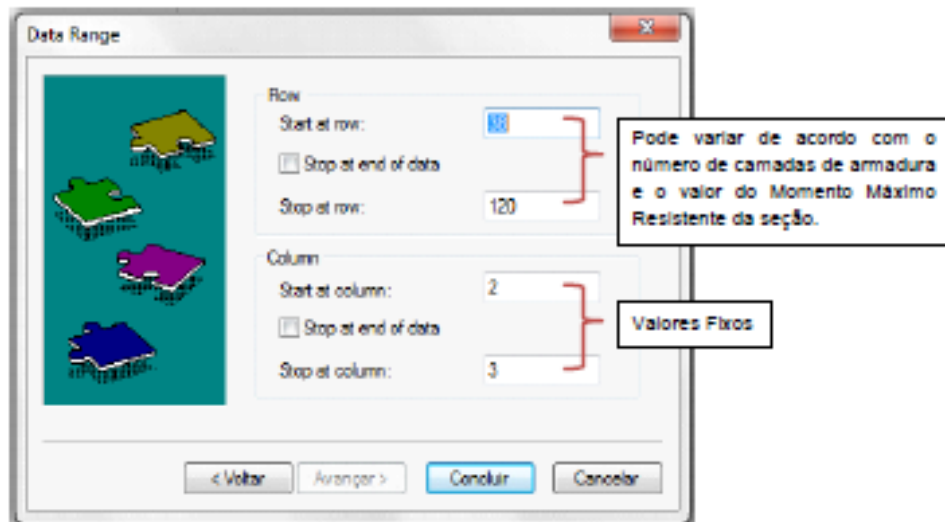 Data Range
Row
Start at row:
38
Stop at end of data
Stop at row:
120
Column
Start at column:
2
Stop at end of data
Stop at column:
3
< Voltar
Avançar >
Concluir
Cancelar
Pode variar de acordo com o
número de camadas de armadura
e o valor do Momento Máximo
Resistente da seção.
Valores Fixos